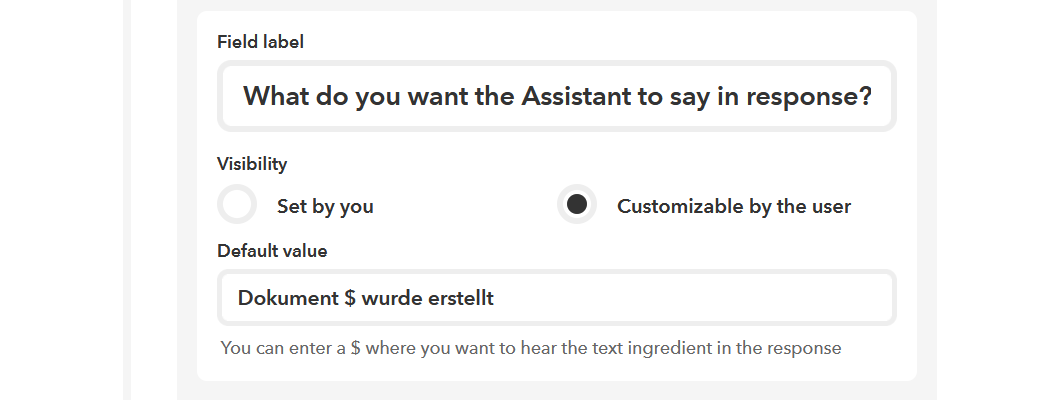 Field label
What do you want the Assistant to say in response?
Visibility
Set by you
Customizable by the user
Default value
Dokument $ wurde erstellt
You can enter a $ where you want to hear the text ingredient in the response